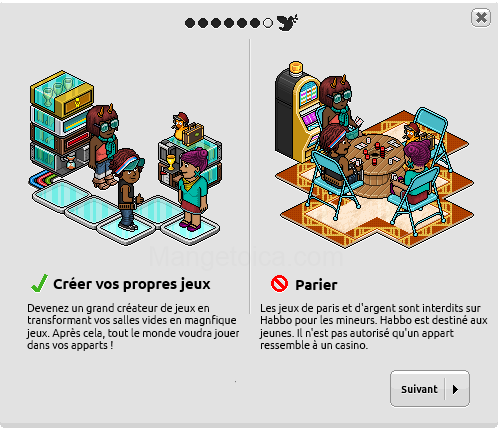 Mangetoica.com
Créer vos propres jeux
Devenez un grand créateur de jeux en
transformant vos salles vides en magnfique
jeux. Après cela, tout le monde voudra jouer
dans vos apparts !
Parier
Les jeux de paris et d'argent sont interdits sur
Habbo pour les mineurs. Habbo est destiné aux
jeunes. Il n'est pas autorisé qu'un appart
ressemble à un casino.
Suivant